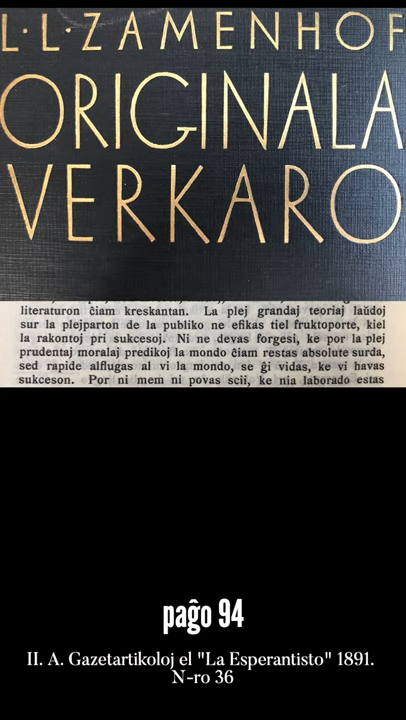 L·L·ZAMENHOF
ORIGINALA
VERKARO
literaturon ĉiam kreskantan. La plej grandaj teoriaj laŭdoj
sur la plejparton de la publiko ne efikas tiel fruktoporte, kiel
la rakontoj pri sukcesoj. Ni ne devas forgesi, ke por la plej
prudentaj moralaj predikoj la mondo ĉiam restas absolute surda,
sed rapide alflugas al vi la mondo, se ĝi vidas, ke vi havas
sukceson. Por ni mem ni povas scii, ke nia laborado estas
paĝo 94
II. A. Gazetartikoloj el "La Esperantisto" 1891.
N-ro 36